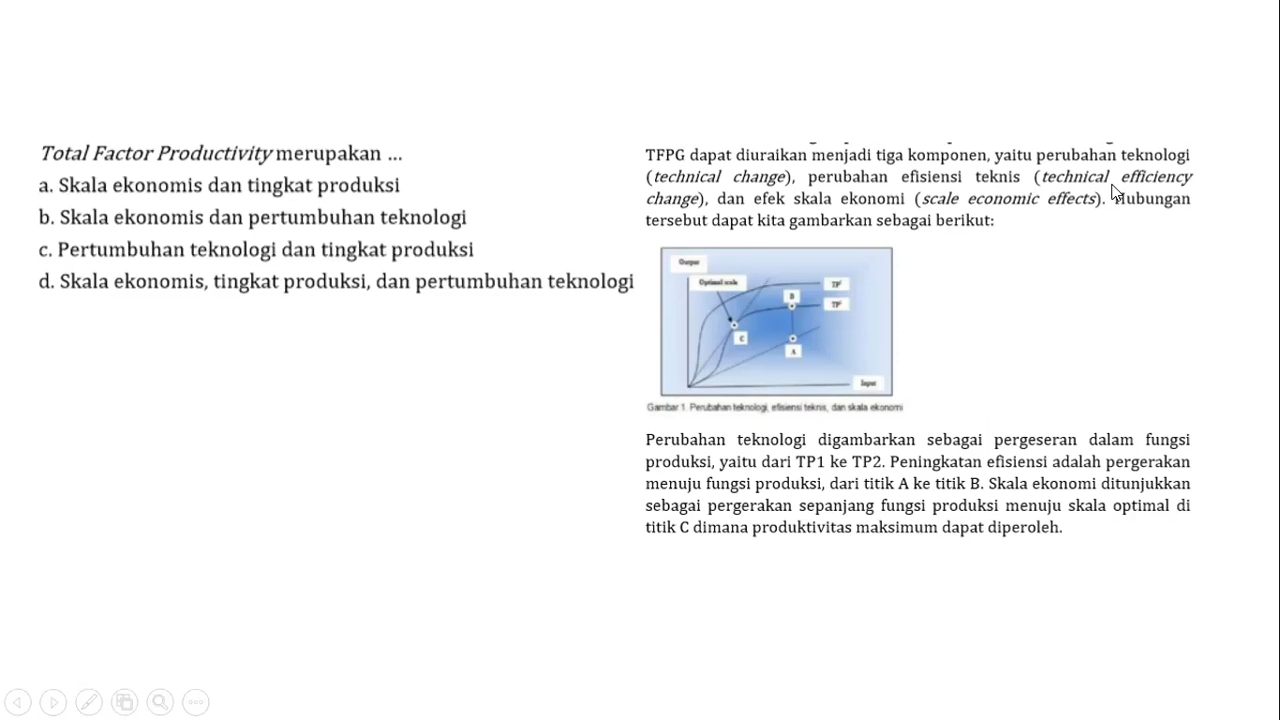 Total Factor Productivity merupakan ...
a. Skala ekonomis dan tingkat produksi
b. Skala ekonomis dan pertumbuhan teknologi
c. Pertumbuhan teknologi dan tingkat produksi
d. Skala ekonomis, tingkat produksi, dan pertumbuhan teknologi
TFPG dapat diuraikan menjadi tiga komponen, yaitu perubahan teknologi
(technical change), perubahan efisiensi teknis (technical efficiency
change), dan efek skala ekonomi (scale economic effects). Hubungan
tersebut dapat kita gambarkan sebagai berikut:
Output
Optimal scale
B
C
A
Input
Gambar 1. Perubahan teknologi, efisiensi teknis, dan skala ekonomi
Perubahan teknologi digambarkan sebagai pergeseran dalam fungsi
produksi, yaitu dari TP1 ke TP2. Peningkatan efisiensi adalah pergerakan
menuju fungsi produksi, dari titik A ke titik B. Skala ekonomi ditunjukkan
sebagai pergerakan sepanjang fungsi produksi menuju skala optimal di
titik C dimana produktivitas maksimum dapat diperoleh.